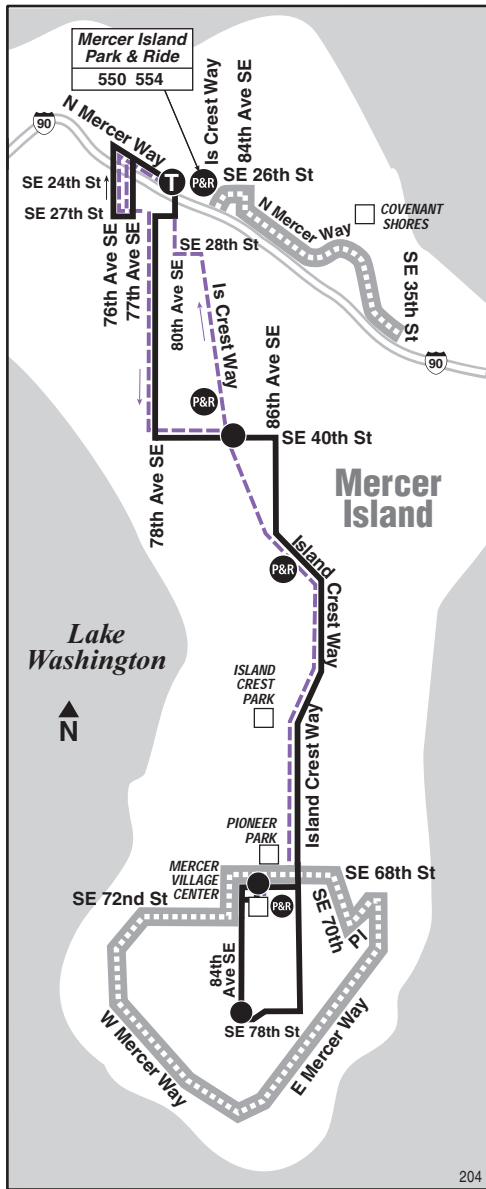 Mercer Island
Park & Ride
550 554
90
N Mercer Way
Is Crest Way
84th Ave SE
SE 24th St
T
P&R
SE 26th St
SE 27th St
N Mercer Way
COVENANT
SHORES
76th Ave SE
77th Ave SE
80th Ave SE
SE 28th St
SE 35th St
Is Crest Way
86th Ave SE
90
P&R
78th Ave SE
SE 40th St
Mercer
Island
P&R
Island
Crest Way
Lake
Washington
N
ISLAND
CREST
PARK
Island Crest Way
PIONEER
PARK
MERCER
VILLAGE
CENTER
SE 68th St
SE 72nd St
P&R
SE 70th
Pl
84th
Ave SE
SE 78th St
W Mercer Way
E Mercer Way
204